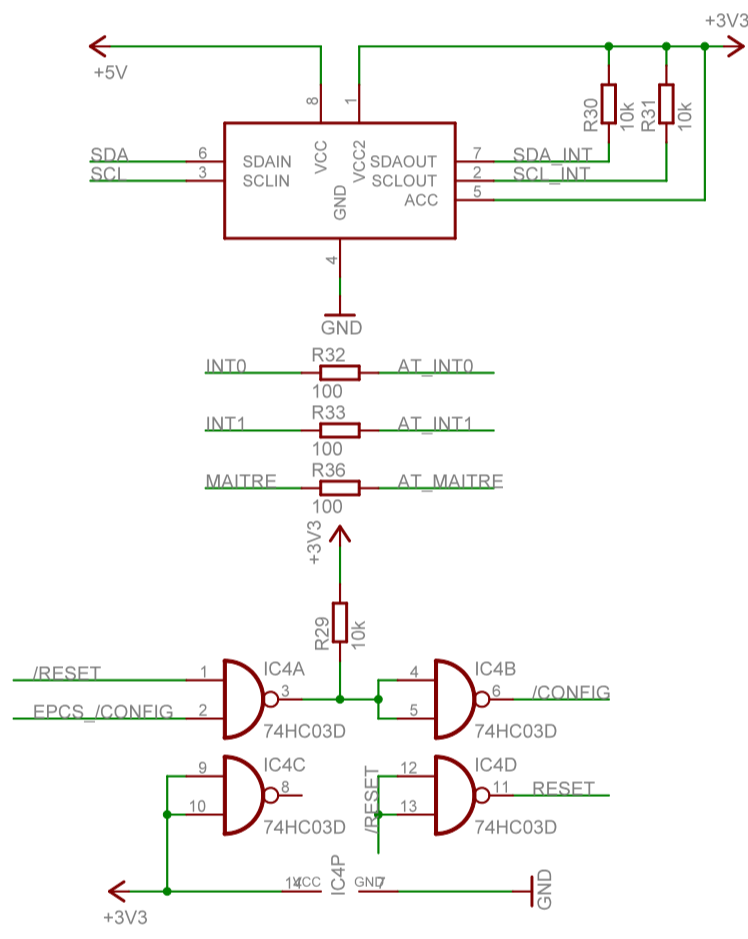 +3V3
+5V
8
1
R30
10k
R31
10k
SDA
6
SDAIN
VCC
VCC2
SDAOUT
7
SDA_INT
SCL
3
SCLIN
SCLOUT
2
SCL_INT
GND
ACC
5
4
GND
R32
INT0
AT_INT0
100
R33
INT1
AT_INT1
100
R36
MAITRE
AT_MAITRE
100
+3V3
R29
10k
/RESET
1
IC4A
4
IC4B
3
6
/CONFIG
EPCS_/CONFIG
2
5
74HC03D
74HC03D
9
IC4C
/RESET
12
IC4D
8
11
RESET
10
13
74HC03D
74HC03D
14
VCC
IC4P
GND
7
GND
+3V3